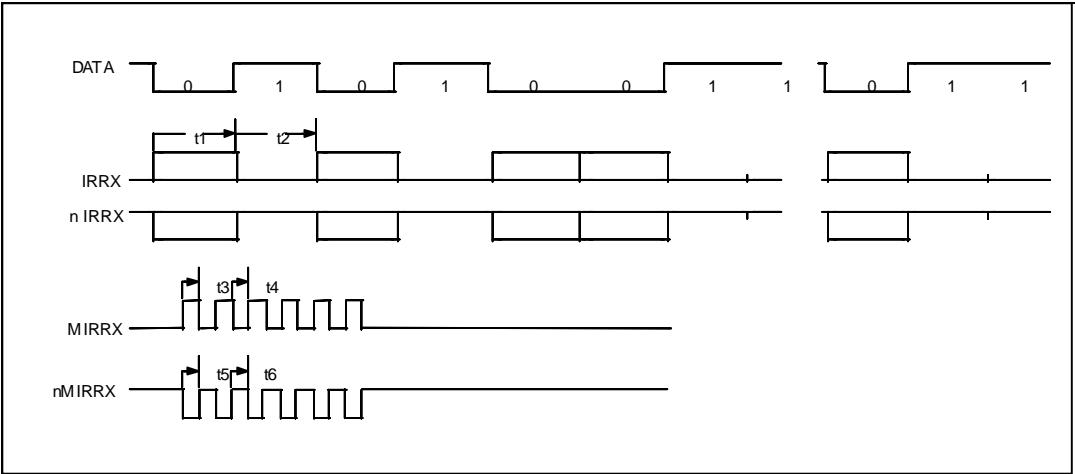 DATA 0 1 0 1 0 0 1 1 0 1 1
t1 t2
IRRX
n IRRX
t3 t4
MIRRX
t5 t6
nMIRRX